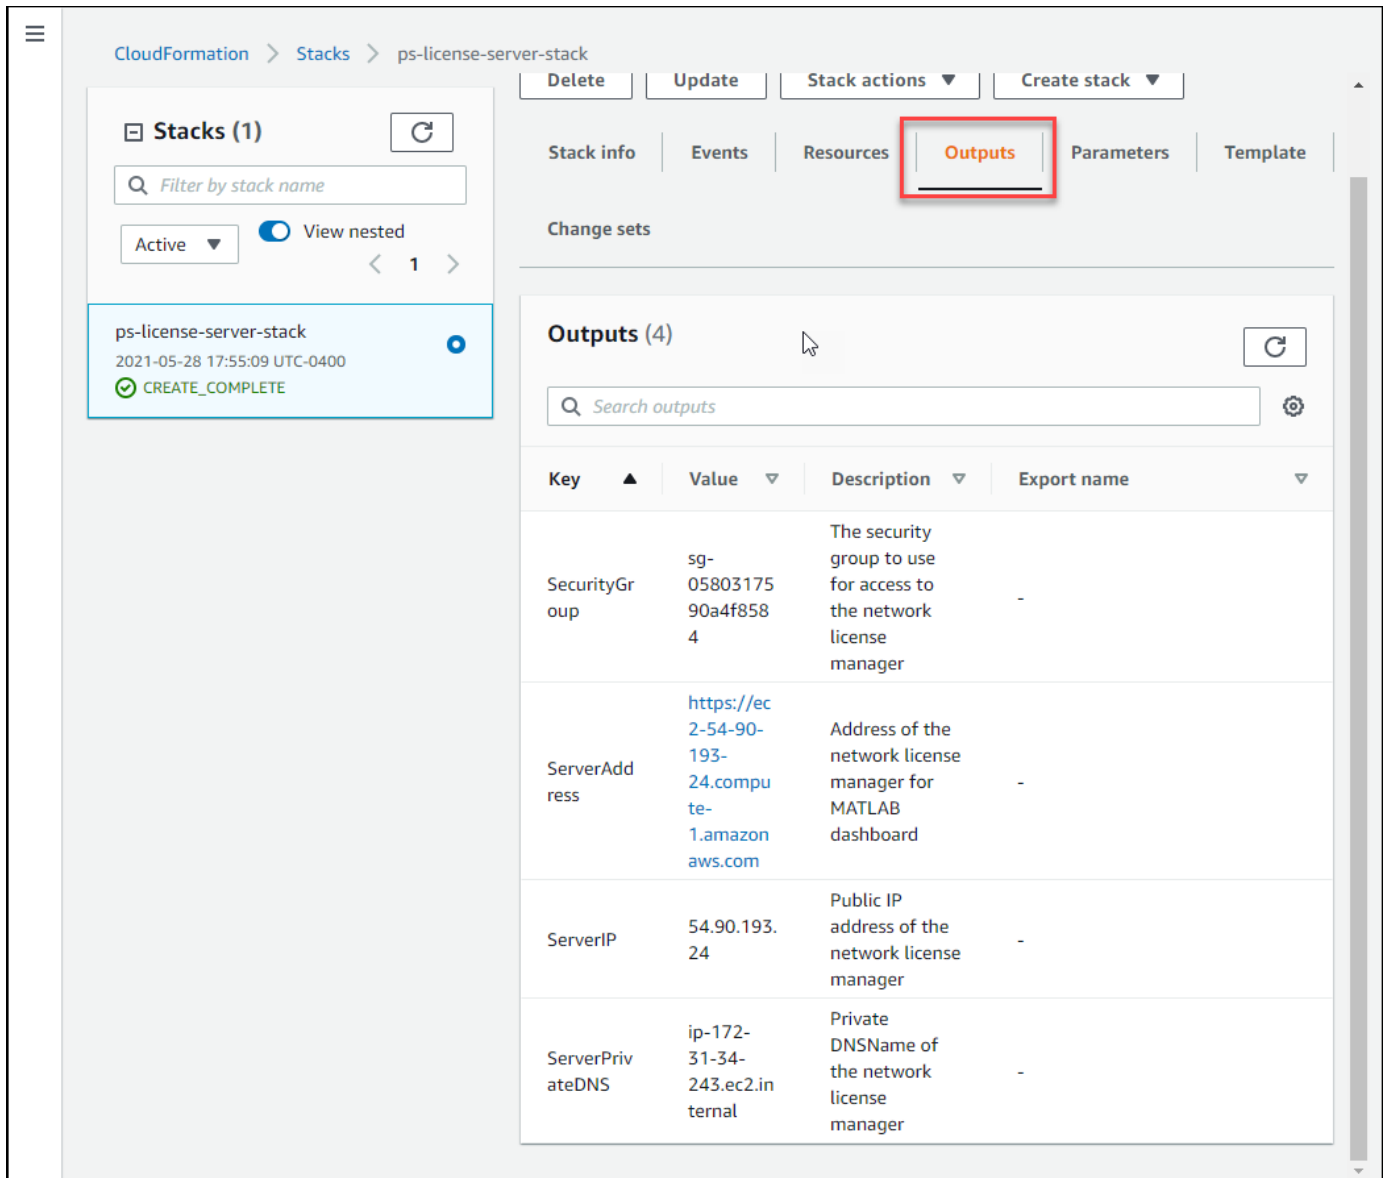 CloudFormation > Stacks > ps-license-server-stack
Delete Update Stack actions Create stack
Stacks (1)
Filter by stack name
Active
View nested
1
ps-license-server-stack
2021-05-28 17:55:09 UTC-0400
CREATE_COMPLETE
Stack info Events Resources Outputs Parameters Template
Change sets
Outputs (4)
Search outputs
Key Value Description Export name
SecurityGr
oup
sg-
05803175
90a4f858
4
The security
group to use
for access to
the network
license
manager
-
ServerAdd
ress
https://ec
2-54-90-
193-
24.compu
te-
1.amazon
aws.com
Address of the
network license
manager for
MATLAB
dashboard
-
ServerIP
54.90.193.
24
Public IP
address of the
network license
manager
-
ServerPriv
ateDNS
ip-172-
31-34-
243.ec2.in
ternal
Private
DNSName of
the network
license
manager
-